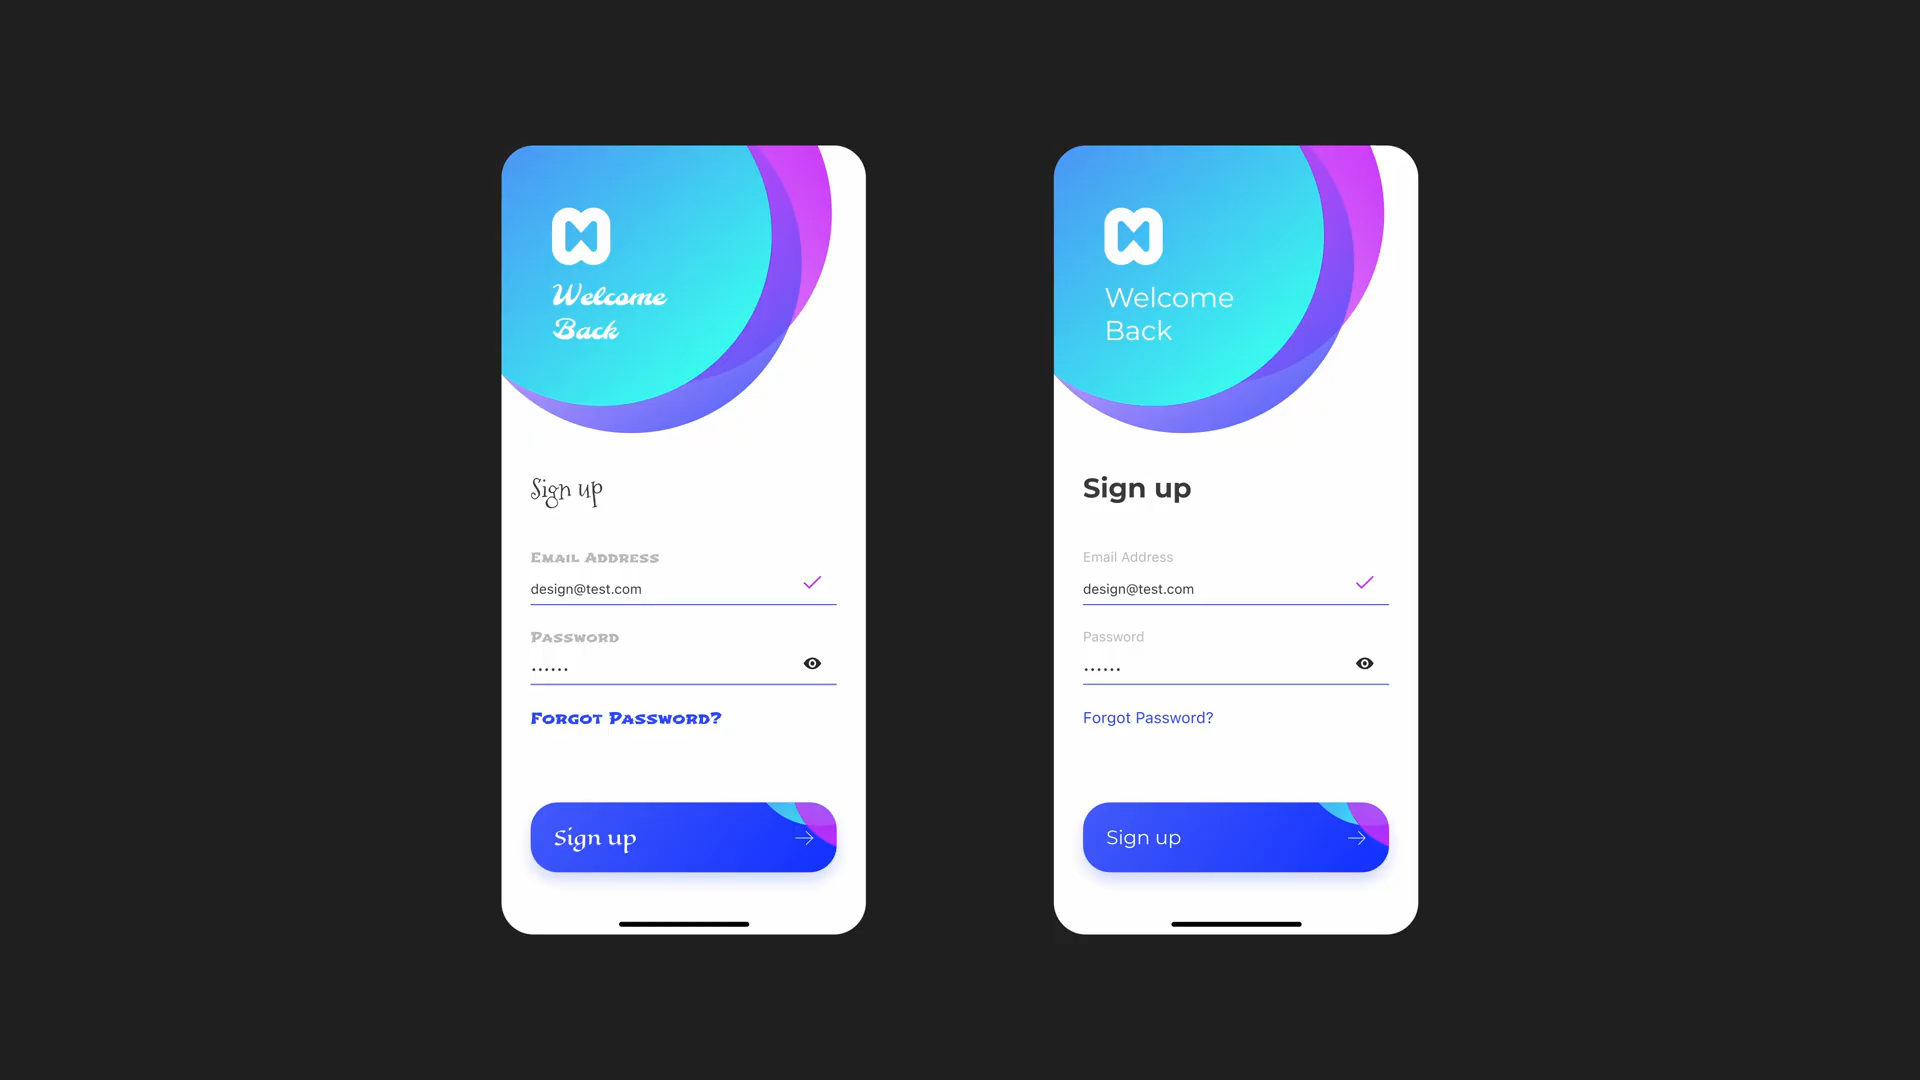 Welcome
Back
Sign up
Email Address
design@test.com
Password
......
Forgot Password?
Sign up
Welcome
Back
Sign up
Email Address
design@test.com
Password
......
Forgot Password?
Sign up